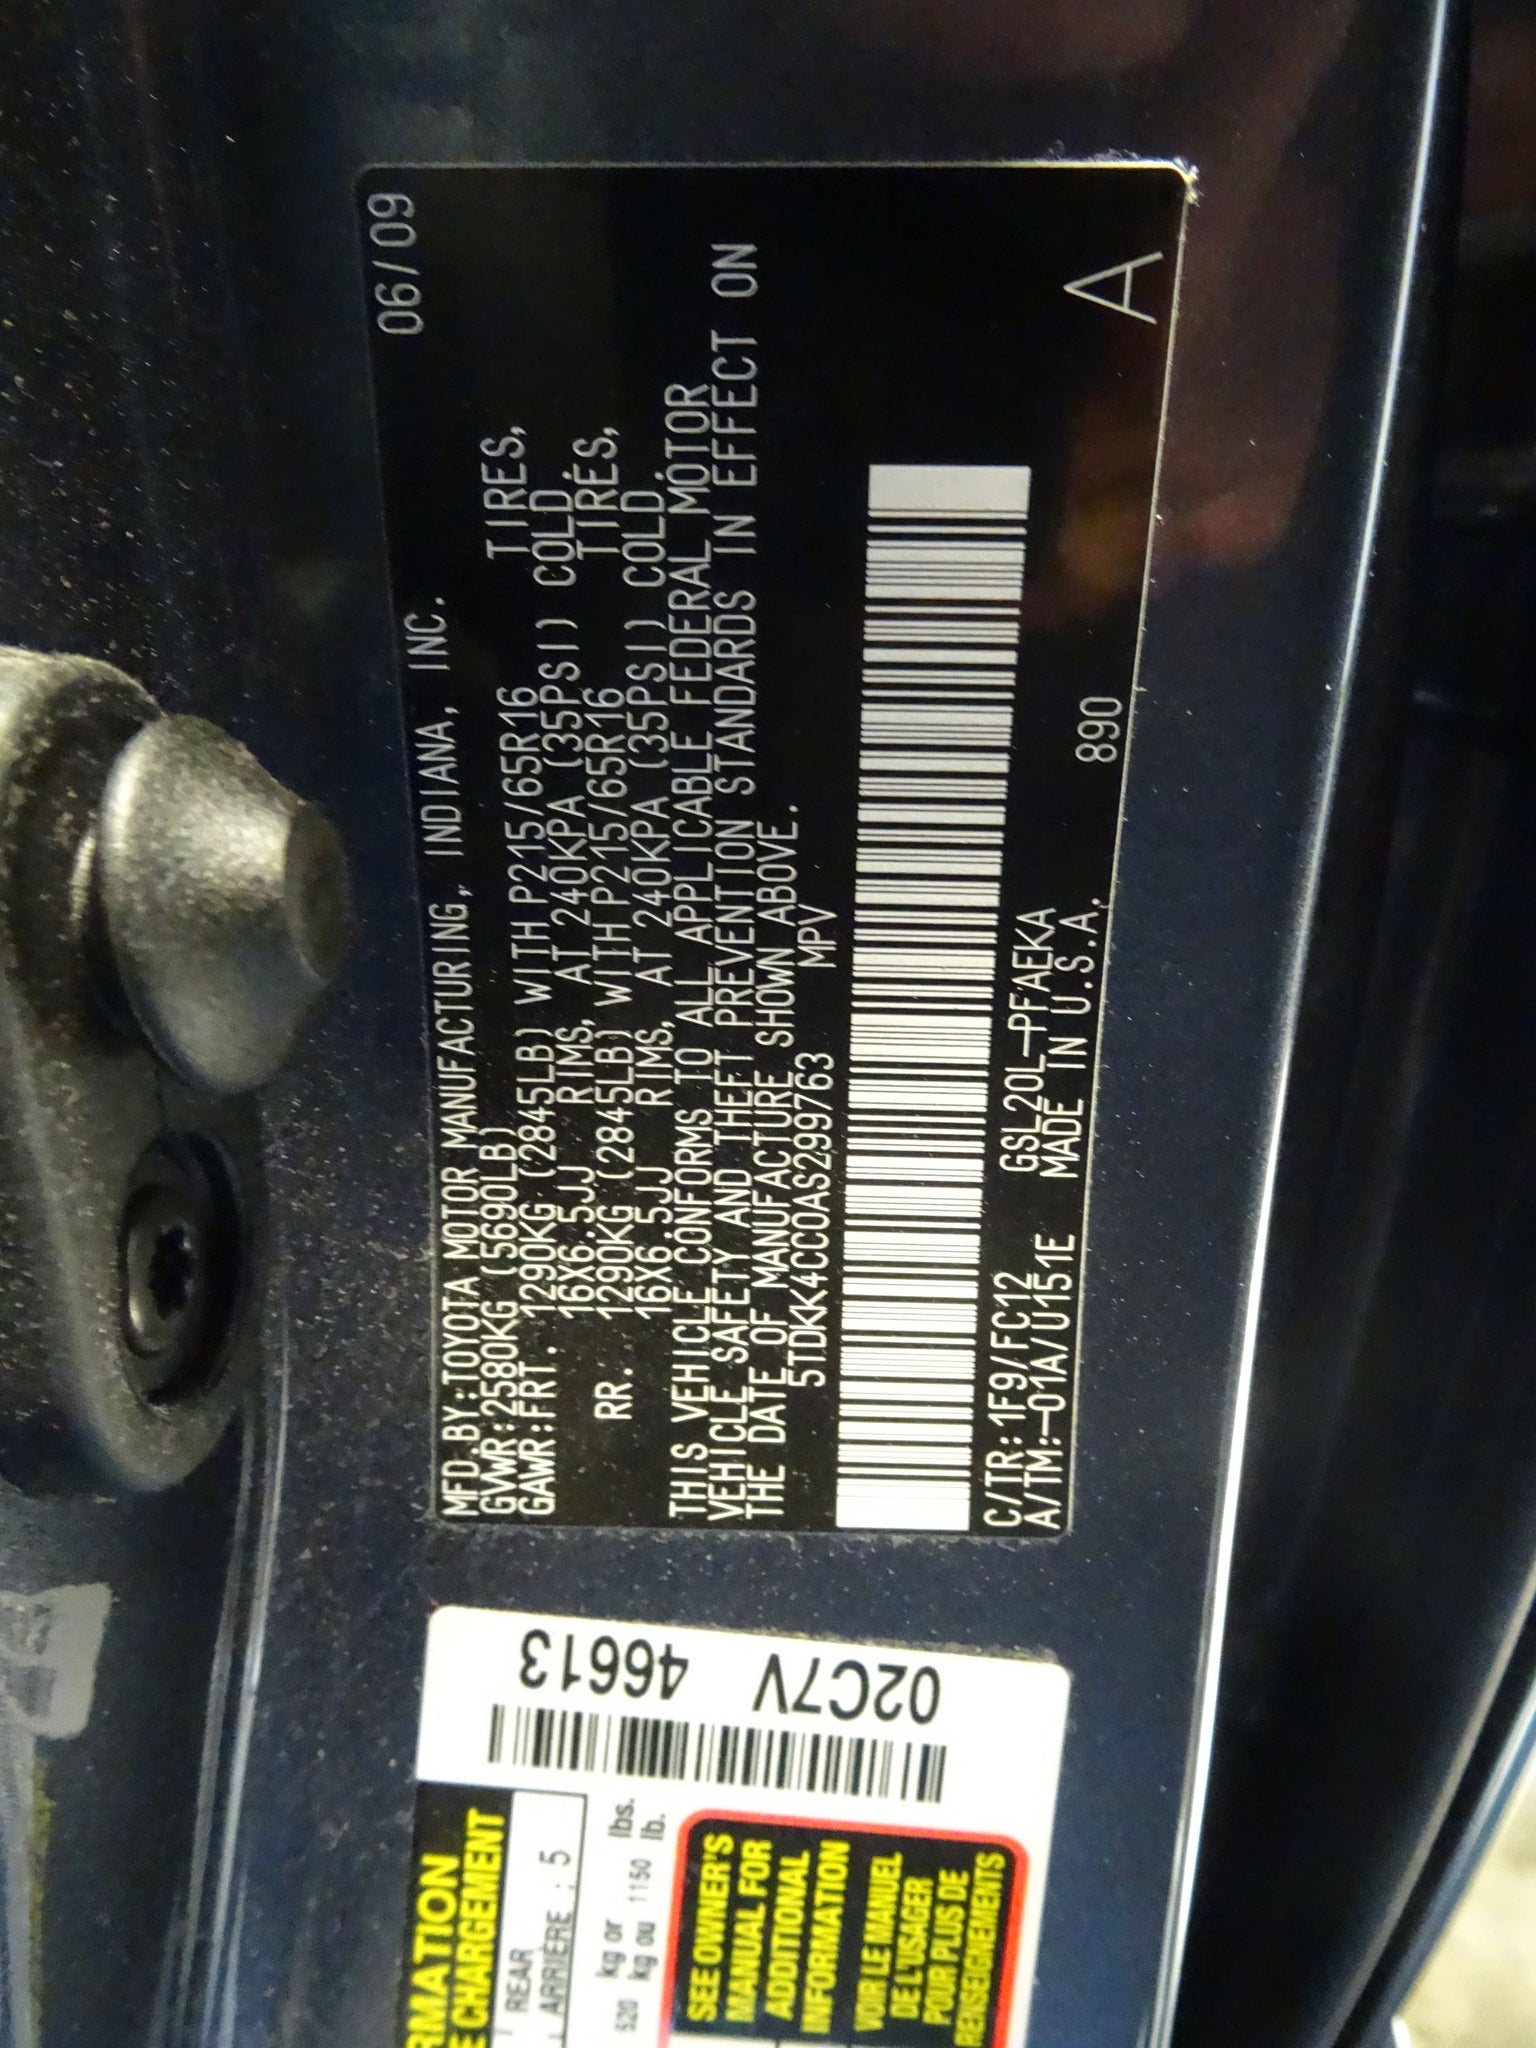 MFD.BY:TOYOTA MOTOR MANUFACTURING, INDIANA, INC. 06/09
GVWR:2580KG (5690LB)
GAWR:FRT. 1290KG (2845LB) WITH P215/65R16 TIRES,
16X6.5JJ RIMS, AT 240KPA (35PSI) COLD.
RR. 1290KG (2845LB) WITH P215/65R16 TIRES,
16X6.5JJ RIMS, AT 240KPA (35PSI) COLD.
THIS VEHICLE CONFORMS TO ALL APPLICABLE FEDERAL MOTOR
VEHICLE SAFETY AND THEFT PREVENTION STANDARDS IN EFFECT ON
THE DATE OF MANUFACTURE SHOWN ABOVE.
5TDKK4CC0AS299763 MPV
C/TR:1F9/FC12 GSL20L-PFAEKA
A/TM:-01A/U151E MADE IN U.S.A. 890 A
02C7V 46613
RMATION
E CHARGEMENT
REAR
ARRIÈRE : 5
520 kg or 1150 lbs.
kg ou lb.
SEE OWNER'S
MANUAL FOR
ADDITIONAL
INFORMATION
VOIR LE MANUEL
DE L'USAGER
POUR PLUS DE
RENSEIGNEMENTS